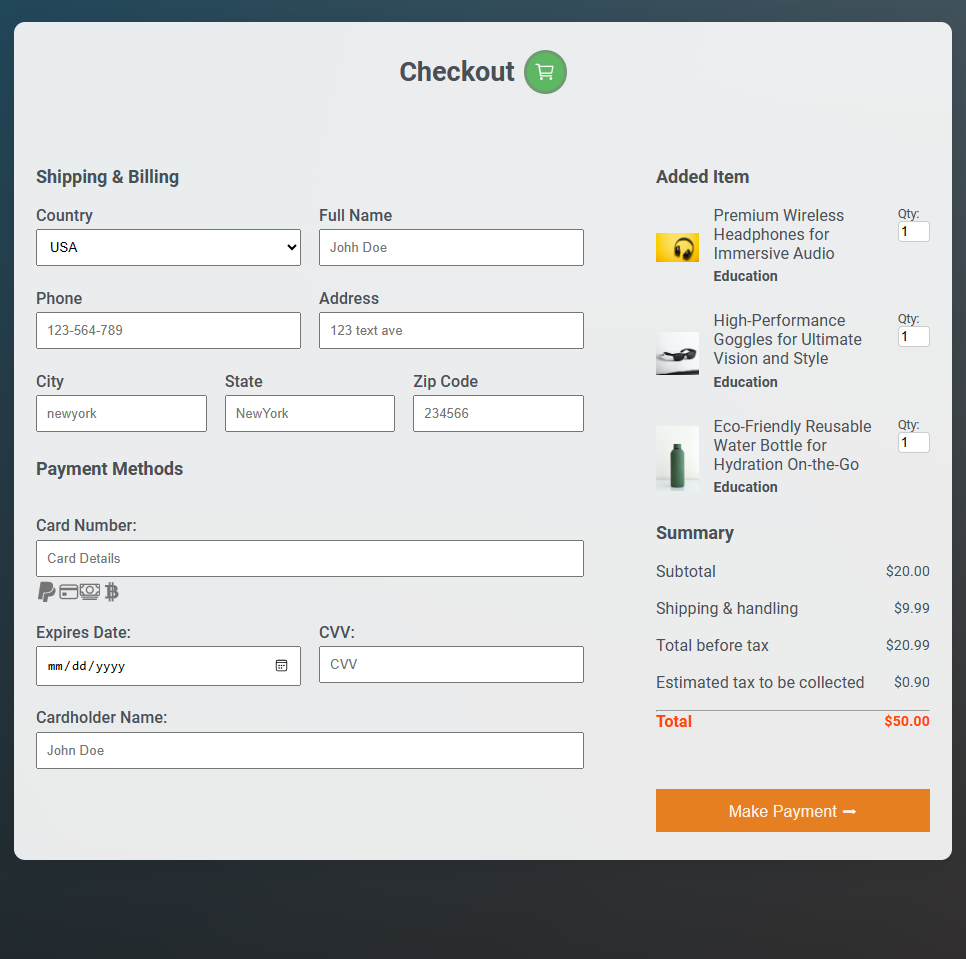 Checkout
Shipping & Billing
Country
Full Name
USA
Johh Doe
Phone
Address
123-564-789
123 text ave
City
State
Zip Code
newyork
NewYork
234566
Payment Methods
Card Number:
Card Details
Expires Date:
CVV:
mm/dd/yyyy
CVV
Cardholder Name:
John Doe
Added Item
Premium Wireless
Headphones for
Immersive Audio
Education
Qty:
1
High-Performance
Goggles for Ultimate
Vision and Style
Education
Qty:
1
Eco-Friendly Reusable
Water Bottle for
Hydration On-the-Go
Education
Qty:
1
Summary
Subtotal $20.00
Shipping & handling $9.99
Total before tax $20.99
Estimated tax to be collected $0.90
Total $50.00
Make Payment